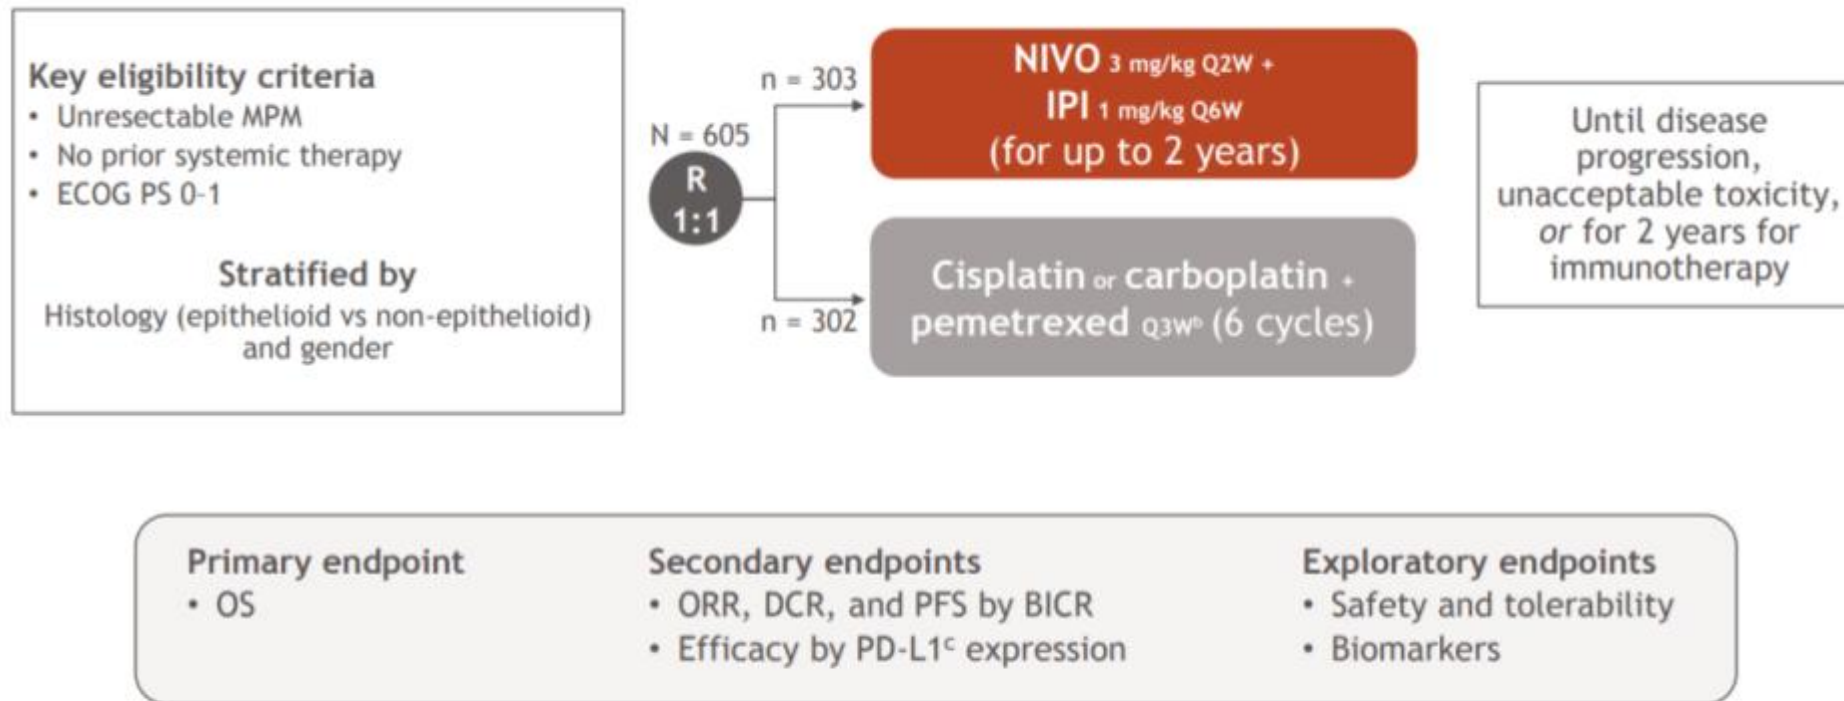 Key eligibility criteria
• Unresectable MPM
• No prior systemic therapy
• ECOG PS 0-1
Stratified by
Histology (epithelioid vs non-epithelioid)
and gender
N = 605
R
1:1
n = 303
n = 302
NIVO 3 mg/kg Q2W +
IPI 1 mg/kg Q6W
(for up to 2 years)
Cisplatin or carboplatin +
pemetrexed Q3Wᵇ (6 cycles)
Until disease
progression,
unacceptable toxicity,
or for 2 years for
immunotherapy
Primary endpoint
• OS
Secondary endpoints
• ORR, DCR, and PFS by BICR
• Efficacy by PD-L1ᶜ expression
Exploratory endpoints
• Safety and tolerability
• Biomarkers